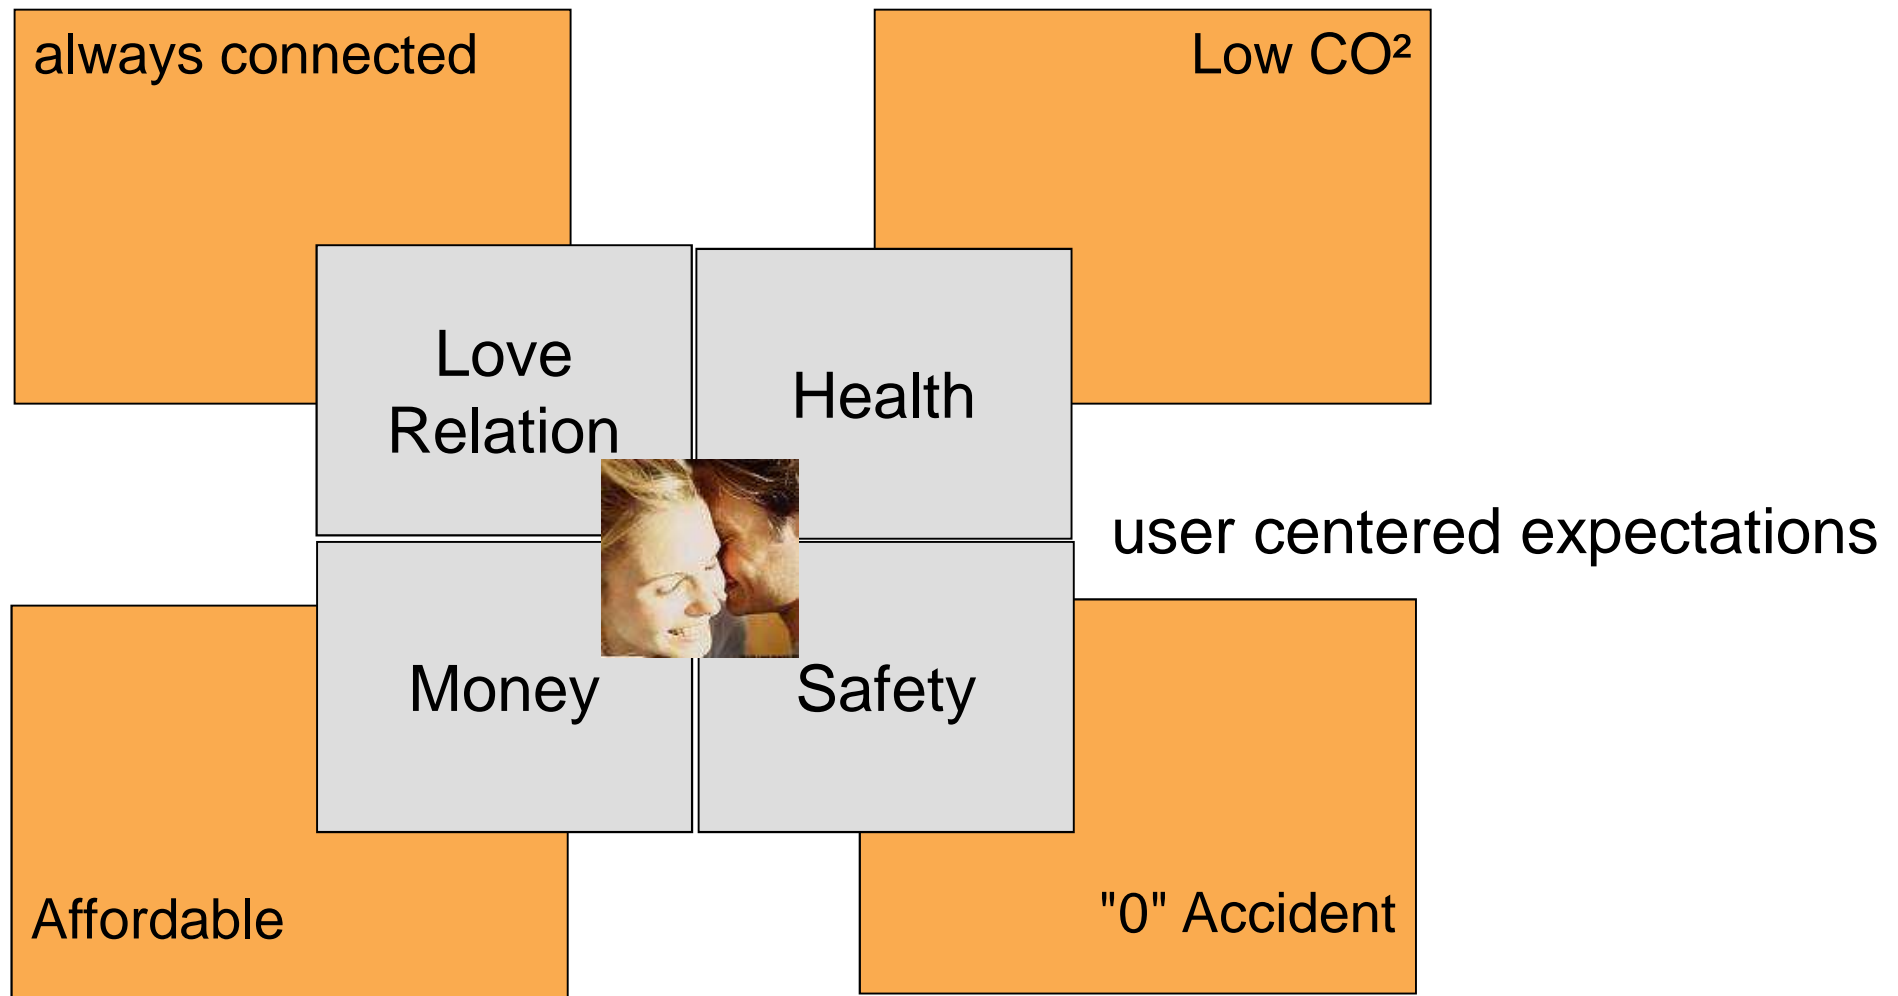 always connected
Low CO²
Love
Relation
Health
user centered expectations
Money
Safety
Affordable
"0" Accident